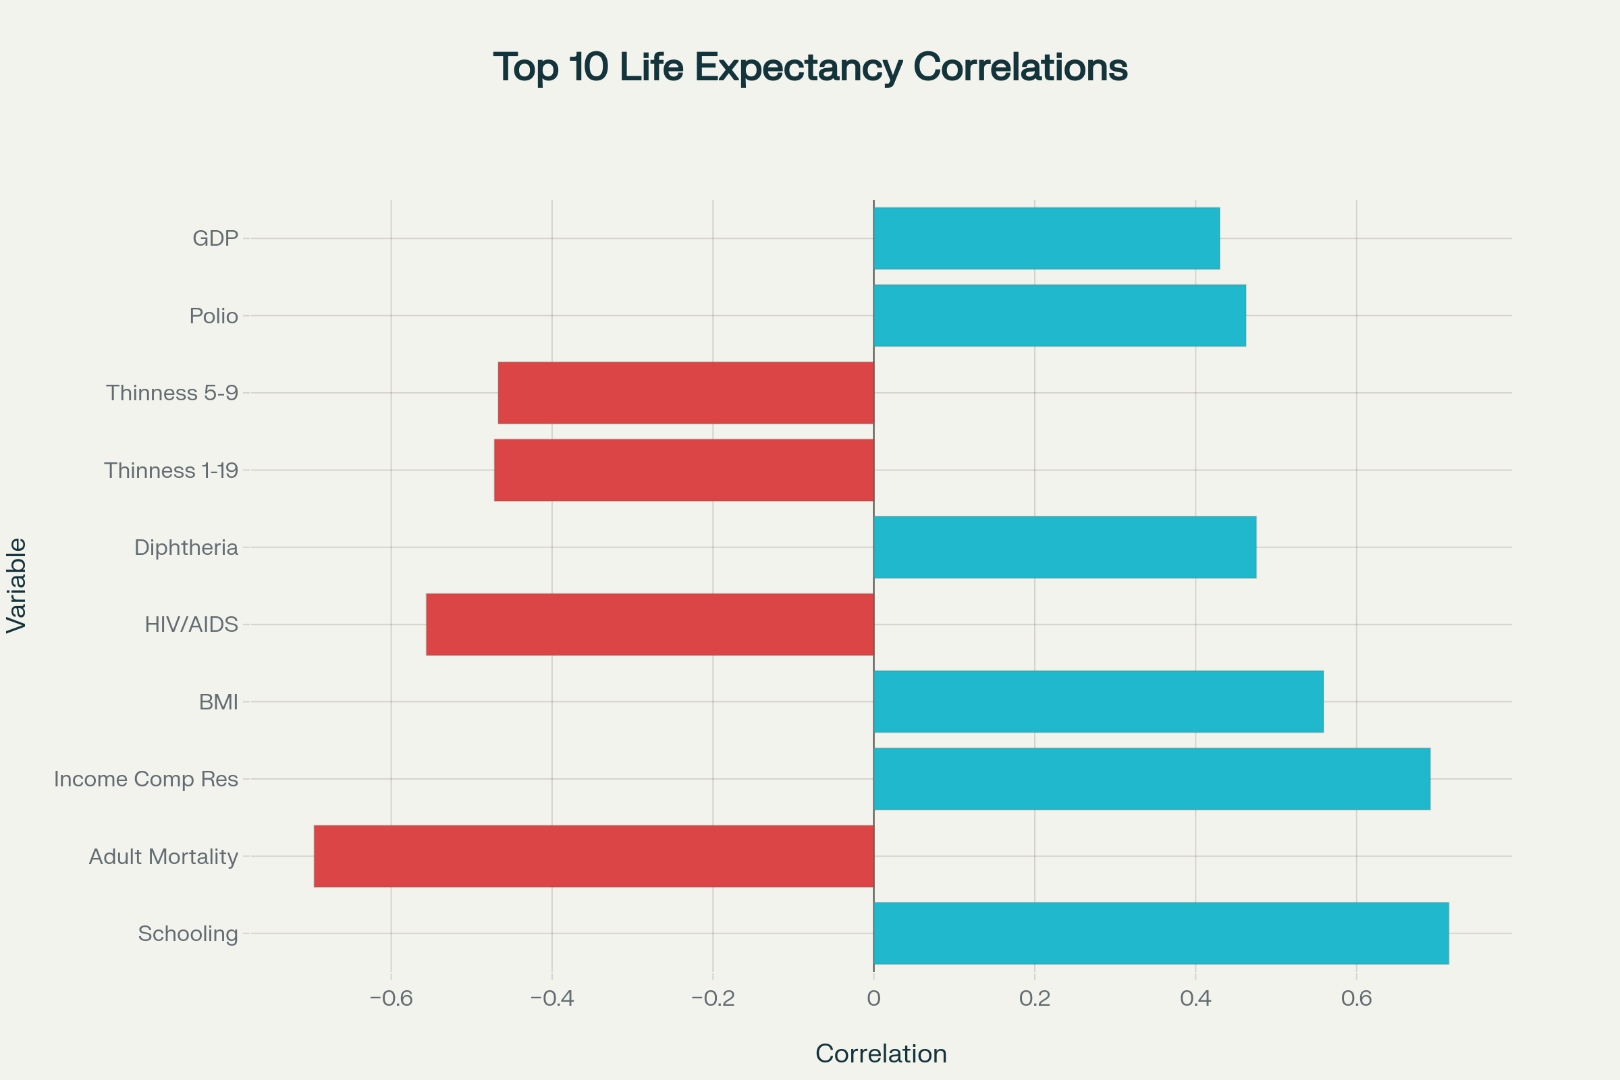 Top 10 Life Expectancy Correlations
GDP
Polio
Thinness 5-9
Thinness 1-19
Diphtheria
HIV/AIDS
BMI
Income Comp Res
Adult Mortality
Schooling
Variable
−0.6 −0.4 −0.2 0 0.2 0.4 0.6
Correlation